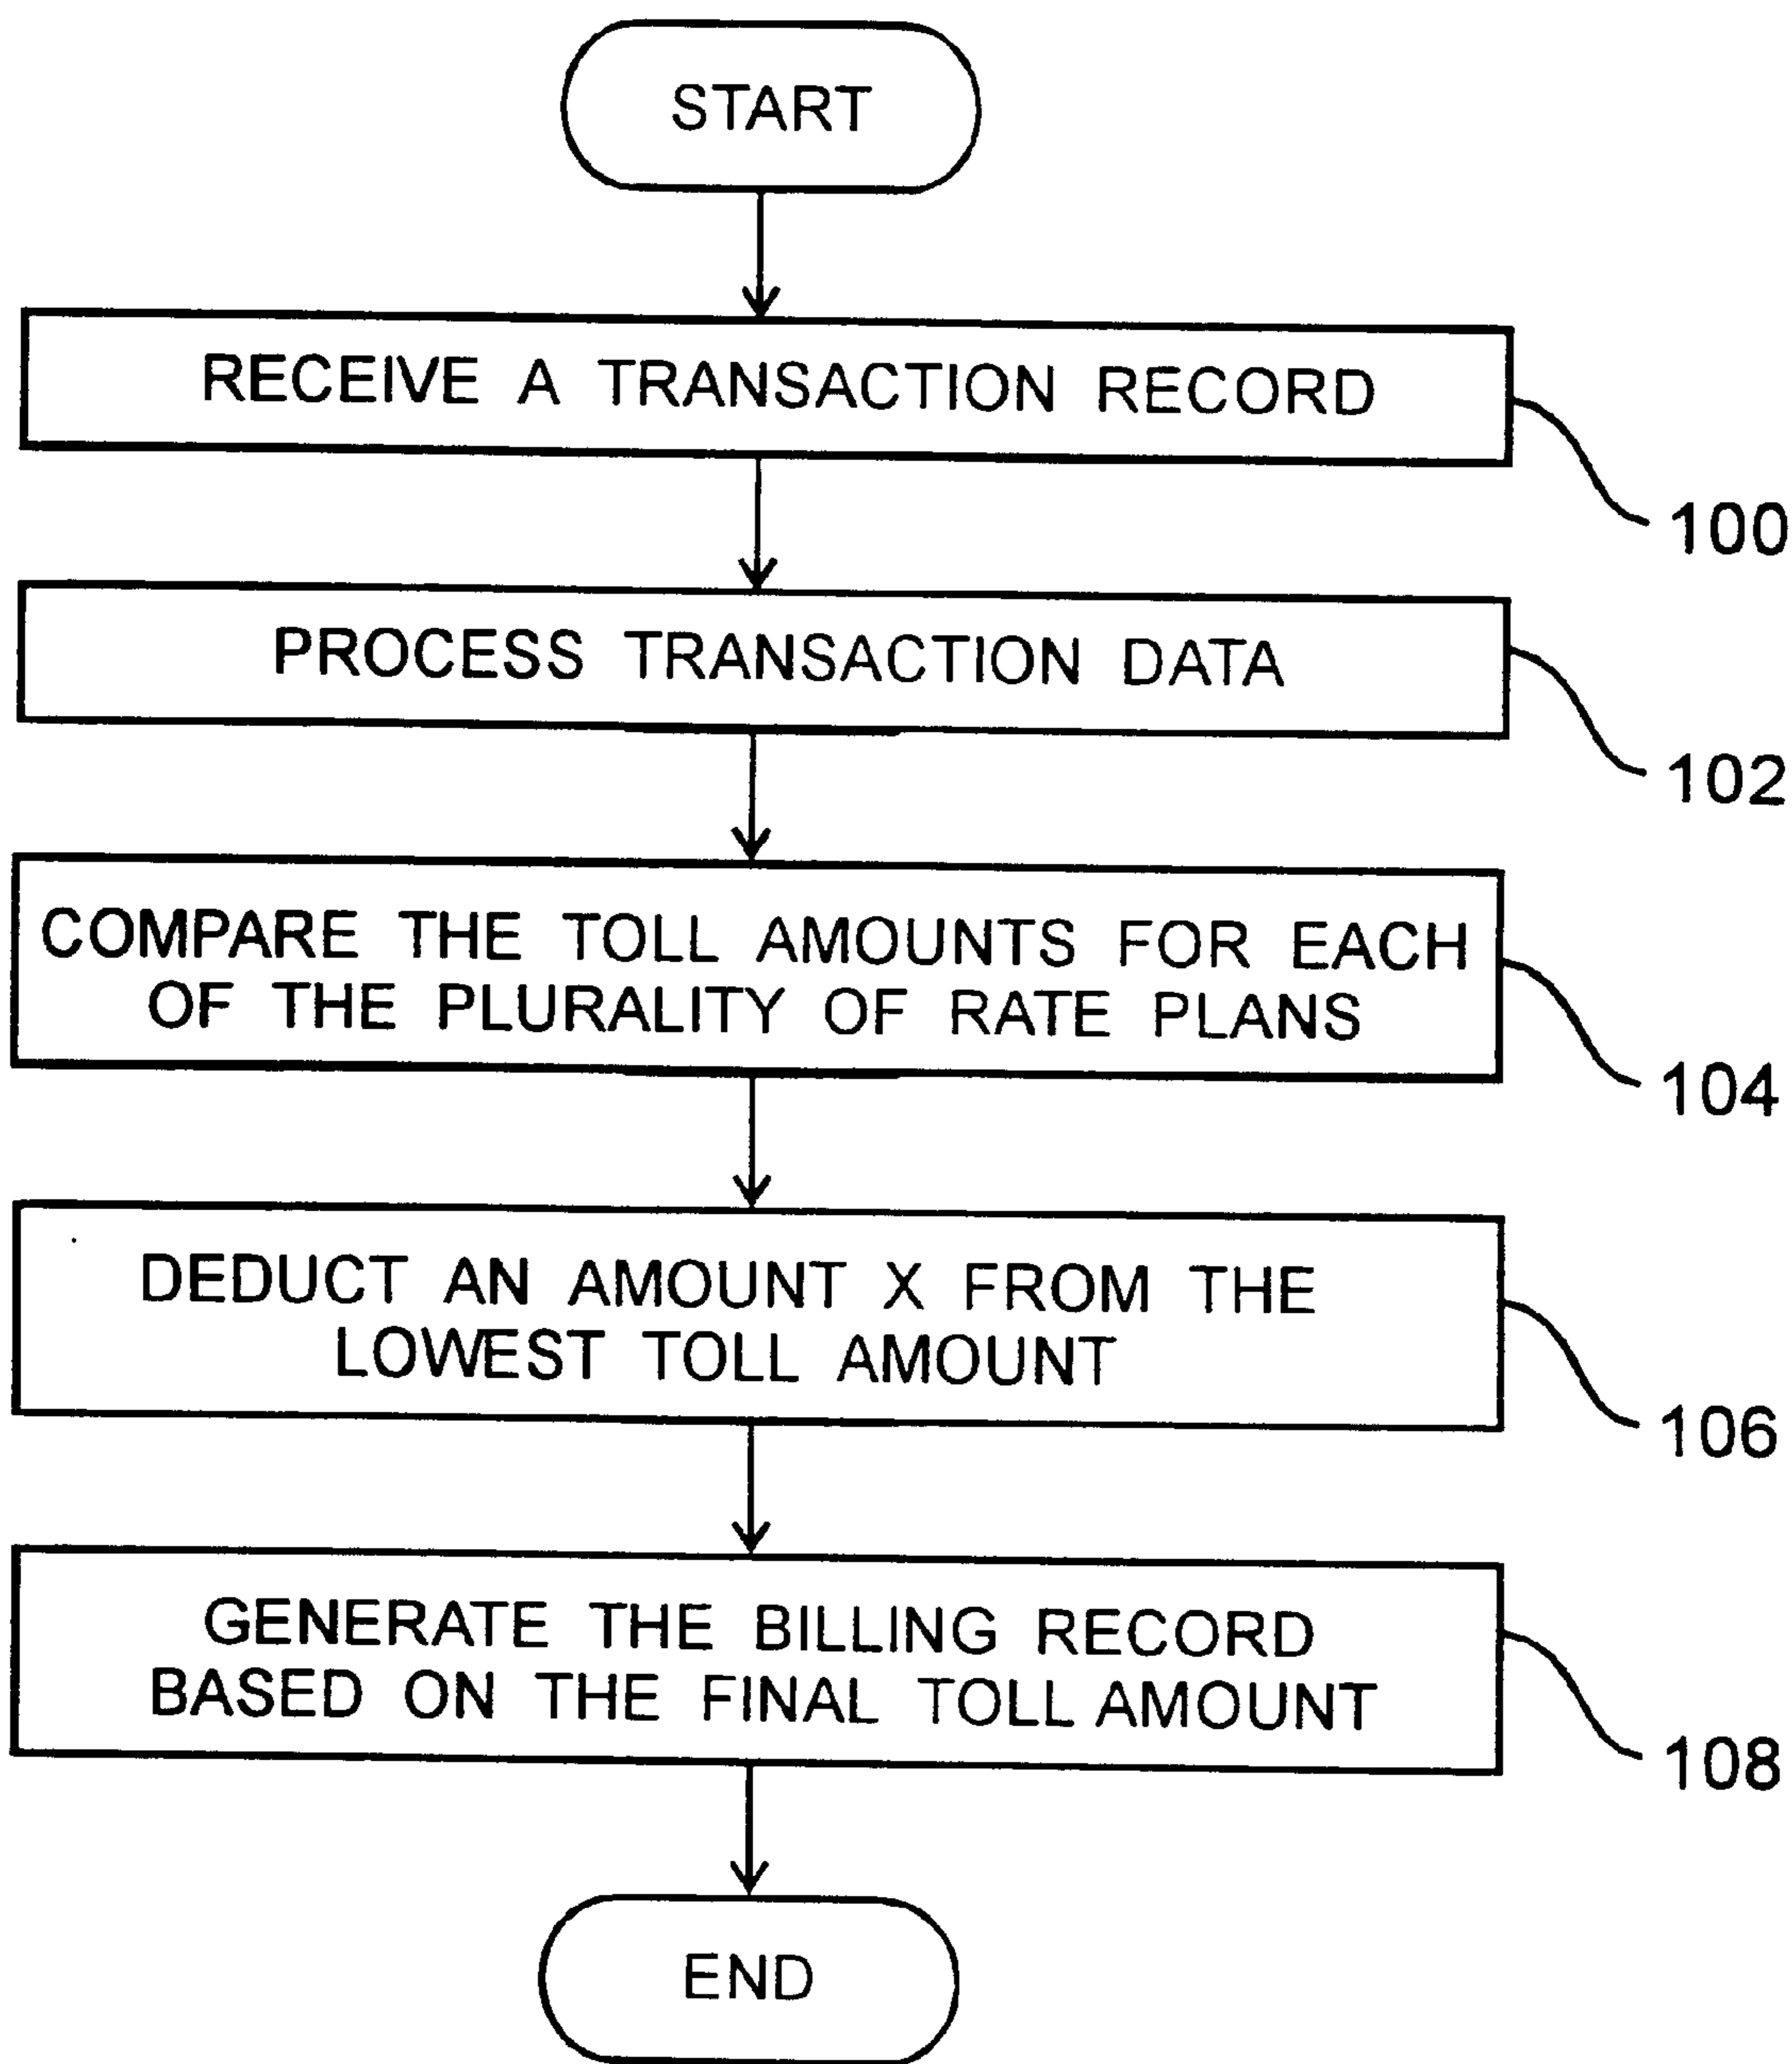 START
RECEIVE A TRANSACTION RECORD
100
PROCESS TRANSACTION DATA
102
COMPARE THE TOLL AMOUNTS FOR EACH
OF THE PLURALITY OF RATE PLANS
104
DEDUCT AN AMOUNT X FROM THE
LOWEST TOLL AMOUNT
106
GENERATE THE BILLING RECORD
BASED ON THE FINAL TOLL AMOUNT
108
END